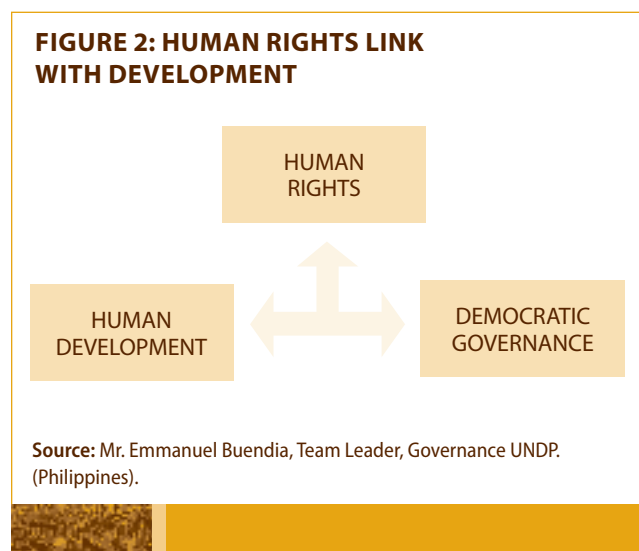 FIGURE 2: HUMAN RIGHTS LINK
WITH DEVELOPMENT
HUMAN
RIGHTS
HUMAN
DEVELOPMENT
DEMOCRATIC
GOVERNANCE
Source: Mr. Emmanuel Buendia, Team Leader, Governance UNDP.
(Philippines).